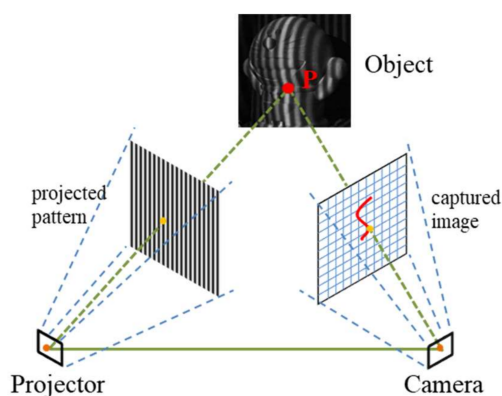 P
Object
projected
pattern
captured
image
Projector
Camera